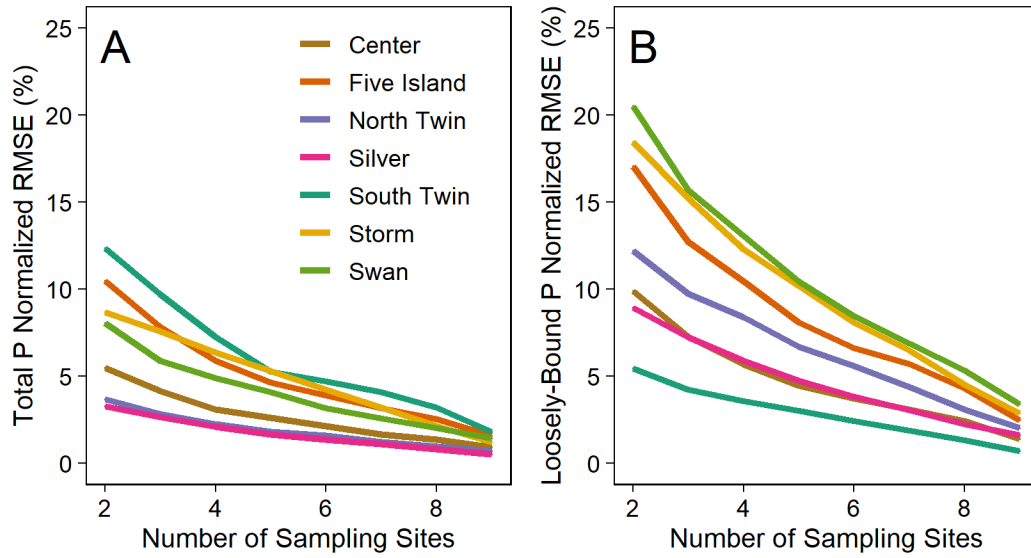 A
Total P Normalized RMSE (%)
25
20
15
10
5
0
Center
Five Island
North Twin
Silver
South Twin
Storm
Swan
2
4
6
8
Number of Sampling Sites
B
Loosely-Bound P Normalized RMSE (%)
25
20
15
10
5
0
2
4
6
8
Number of Sampling Sites